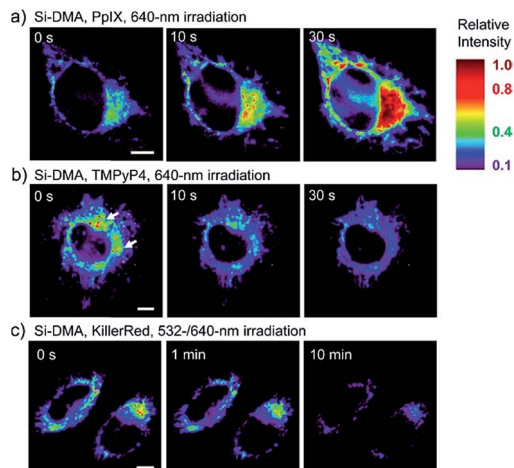 a) Si-DMA, PpIX, 640-nm irradiation
0 s
10 s
30 s
Relative
Intensity
1.0
0.8
0.4
0.1
b) Si-DMA, TMPyP4, 640-nm irradiation
0 s
10 s
30 s
c) Si-DMA, KillerRed, 532-/640-nm irradiation
0 s
1 min
10 min